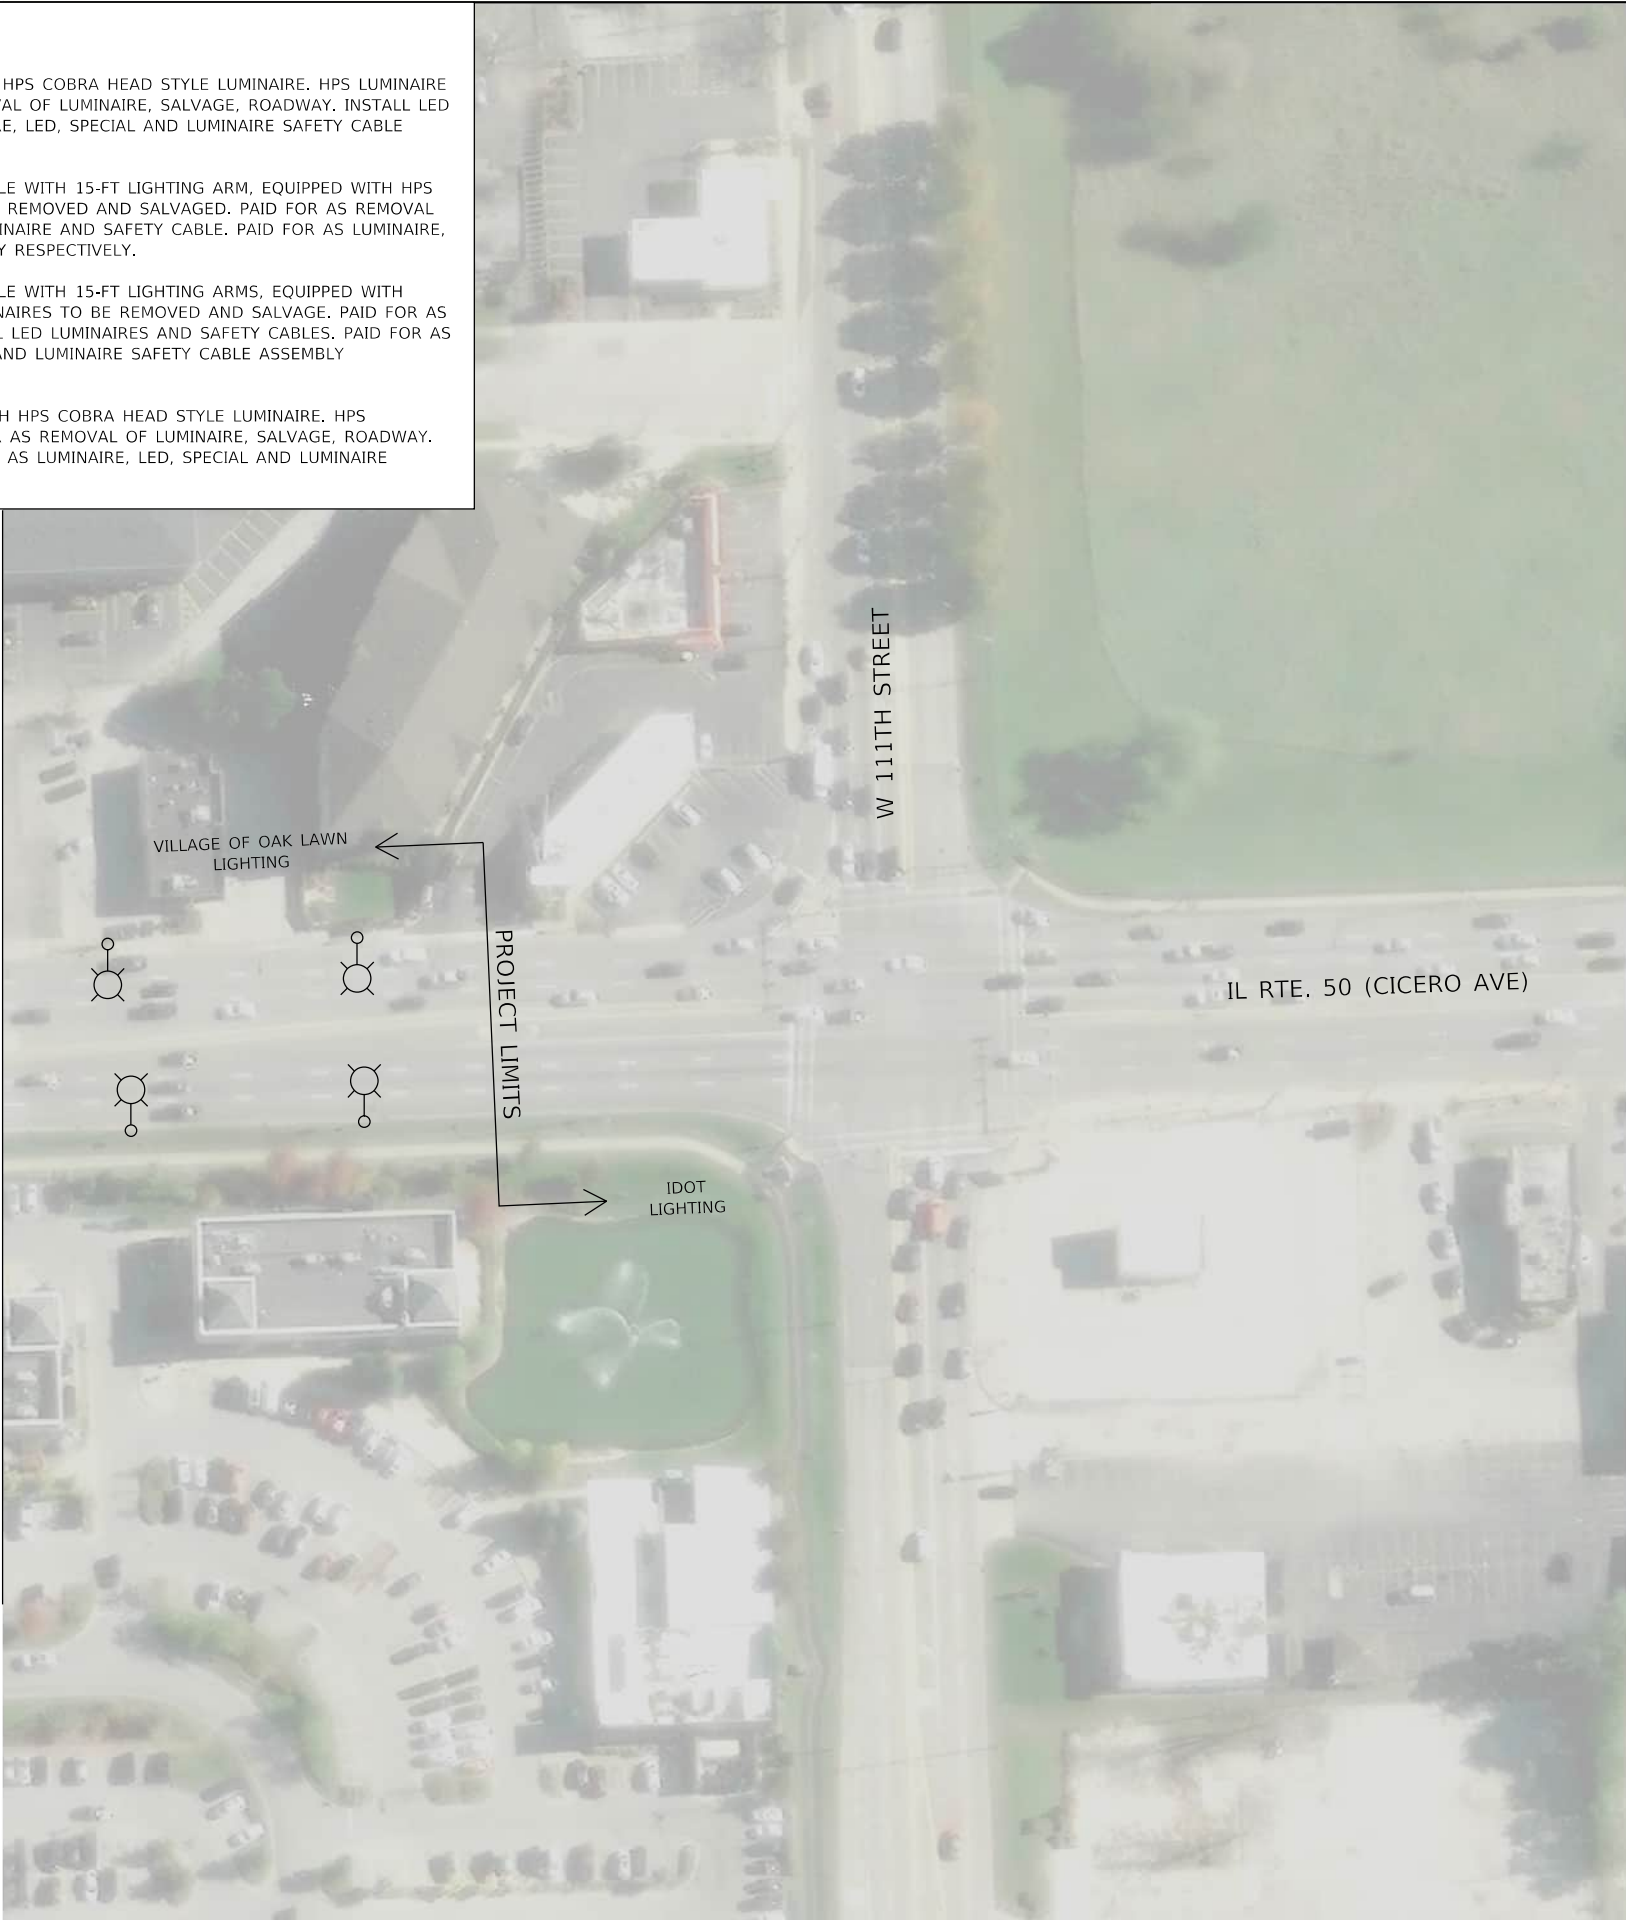 HPS COBRA HEAD STYLE LUMINAIRE. HPS LUMINAIRE
OF LUMINAIRE, SALVAGE, ROADWAY. INSTALL LED
LED, SPECIAL AND LUMINAIRE SAFETY CABLE
WITH 15-FT LIGHTING ARM, EQUIPPED WITH HPS
REMOVED AND SALVAGED. PAID FOR AS REMOVAL
AND SAFETY CABLE. PAID FOR AS LUMINAIRE,
RESPECTIVELY.
WITH 15-FT LIGHTING ARMS, EQUIPPED WITH
TO BE REMOVED AND SALVAGE. PAID FOR AS
LED LUMINAIRES AND SAFETY CABLES. PAID FOR AS
AND LUMINAIRE SAFETY CABLE ASSEMBLY
HPS COBRA HEAD STYLE LUMINAIRE. HPS
AS REMOVAL OF LUMINAIRE, SALVAGE, ROADWAY.
AS LUMINAIRE, LED, SPECIAL AND LUMINAIRE
W 111TH STREET
VILLAGE OF OAK LAWN
LIGHTING
PROJECT LIMITS
IL RTE. 50 (CICERO AVE)
IDOT
LIGHTING